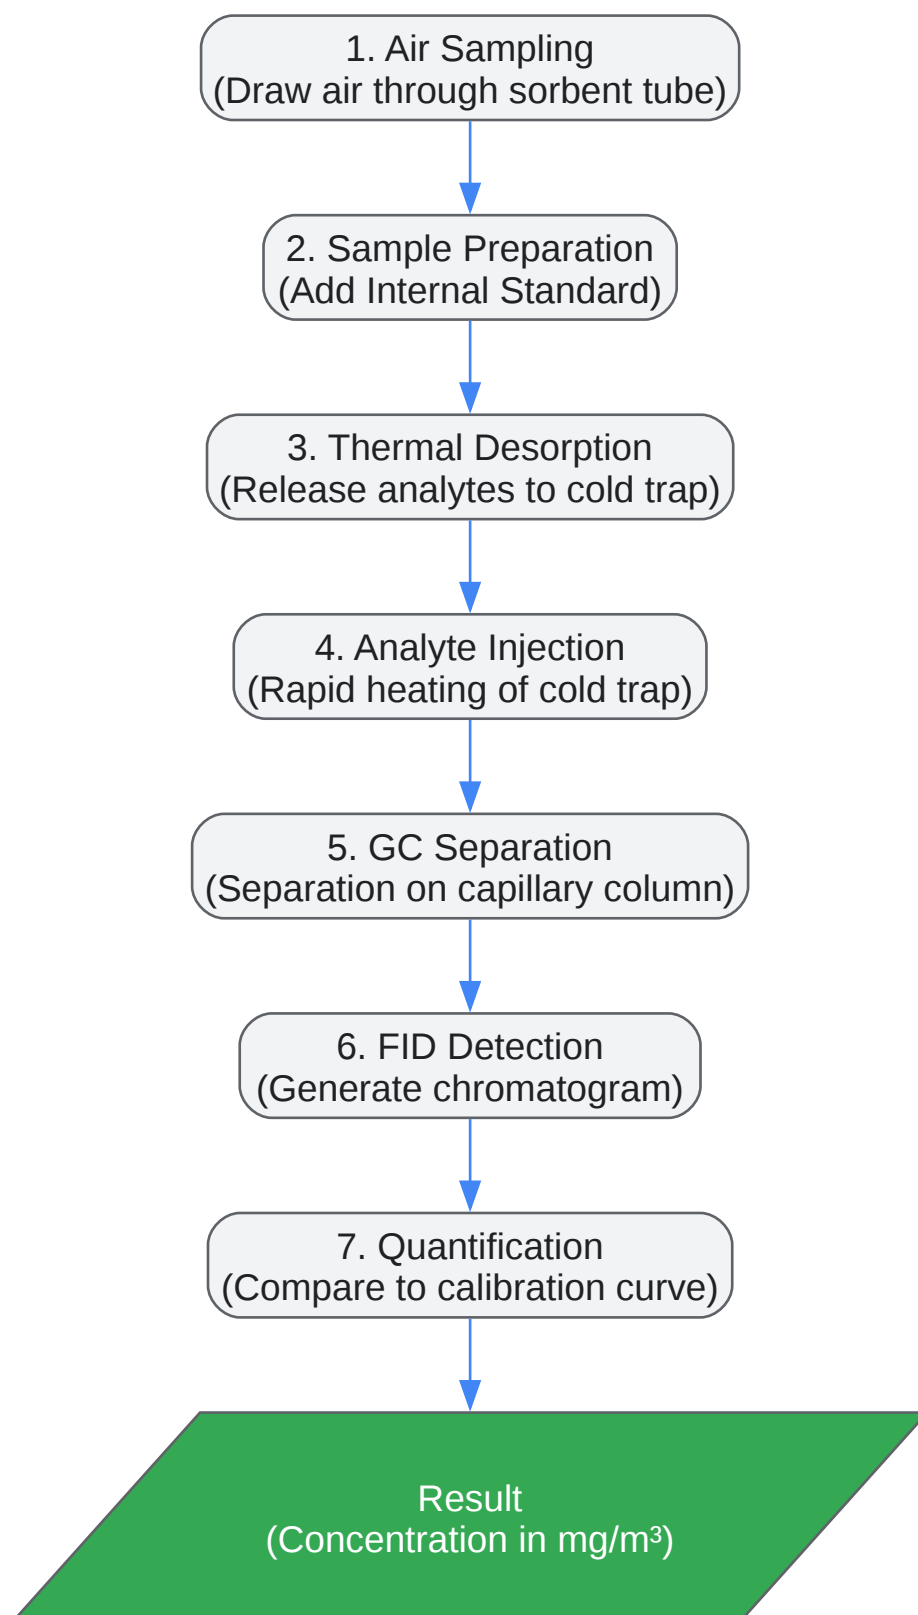 1. Air Sampling
(Draw air through sorbent tube)
2. Sample Preparation
(Add Internal Standard)
3. Thermal Desorption
(Release analytes to cold trap)
4. Analyte Injection
(Rapid heating of cold trap)
5. GC Separation
(Separation on capillary column)
6. FID Detection
(Generate chromatogram)
7. Quantification
(Compare to calibration curve)
Result
(Concentration in mg/m³)